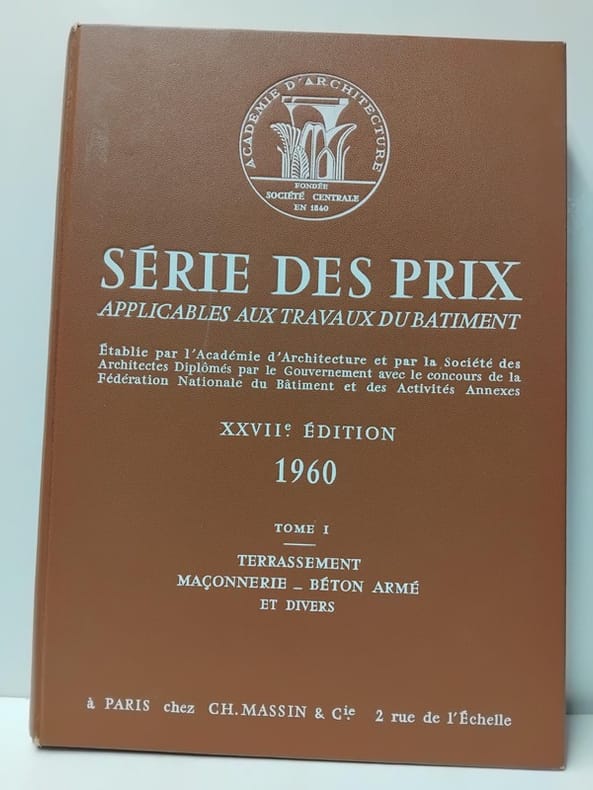 ACADÉMIE D'ARCHITECTURE
FONDÉE
SOCIÉTÉ CENTRALE
EN 1840
SÉRIE DES PRIX
APPLICABLES AUX TRAVAUX DU BATIMENT
Établie par l'Académie d'Architecture et par la Société des
Architectes Diplômés par le Gouvernement avec le concours de la
Fédération Nationale du Bâtiment et des Activités Annexes
XXVIIe. ÉDITION
1960
TOME I
TERRASSEMENT
MAÇONNERIE _ BÉTON ARMÉ
ET DIVERS
à PARIS chez CH. MASSIN & Cie. 2 rue de l'Échelle